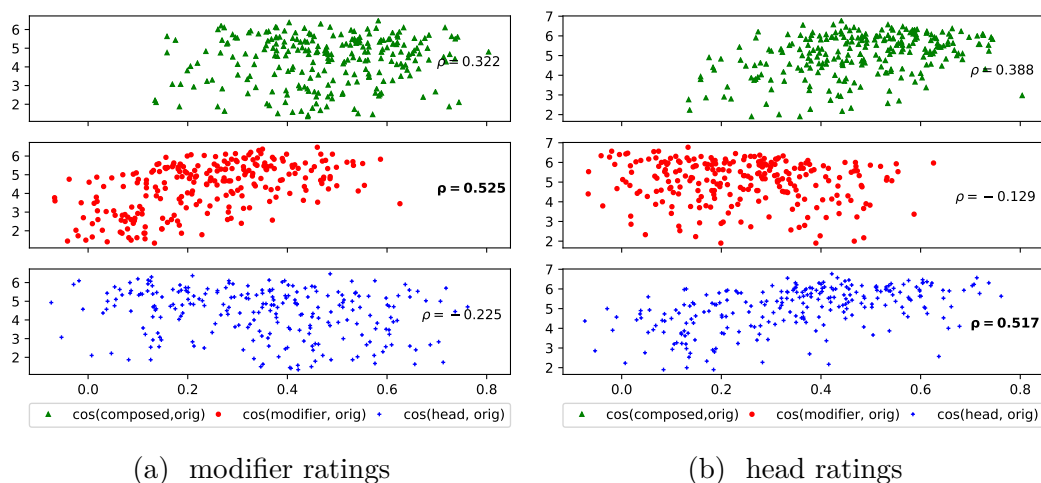 6
5
4
3
2
ρ = 0.322
6
5
4
3
2
ρ = 0.525
6
5
4
3
2
ρ = −0.225
0.0 0.2 0.4 0.6 0.8
cos(composed,orig) cos(modifier, orig) cos(head, orig)
(a) modifier ratings
7
6
5
4
3
2
ρ = 0.388
7
6
5
4
3
2
ρ = −0.129
7
6
5
4
3
2
ρ = 0.517
0.0 0.2 0.4 0.6 0.8
cos(composed,orig) cos(modifier, orig) cos(head, orig)
(b) head ratings